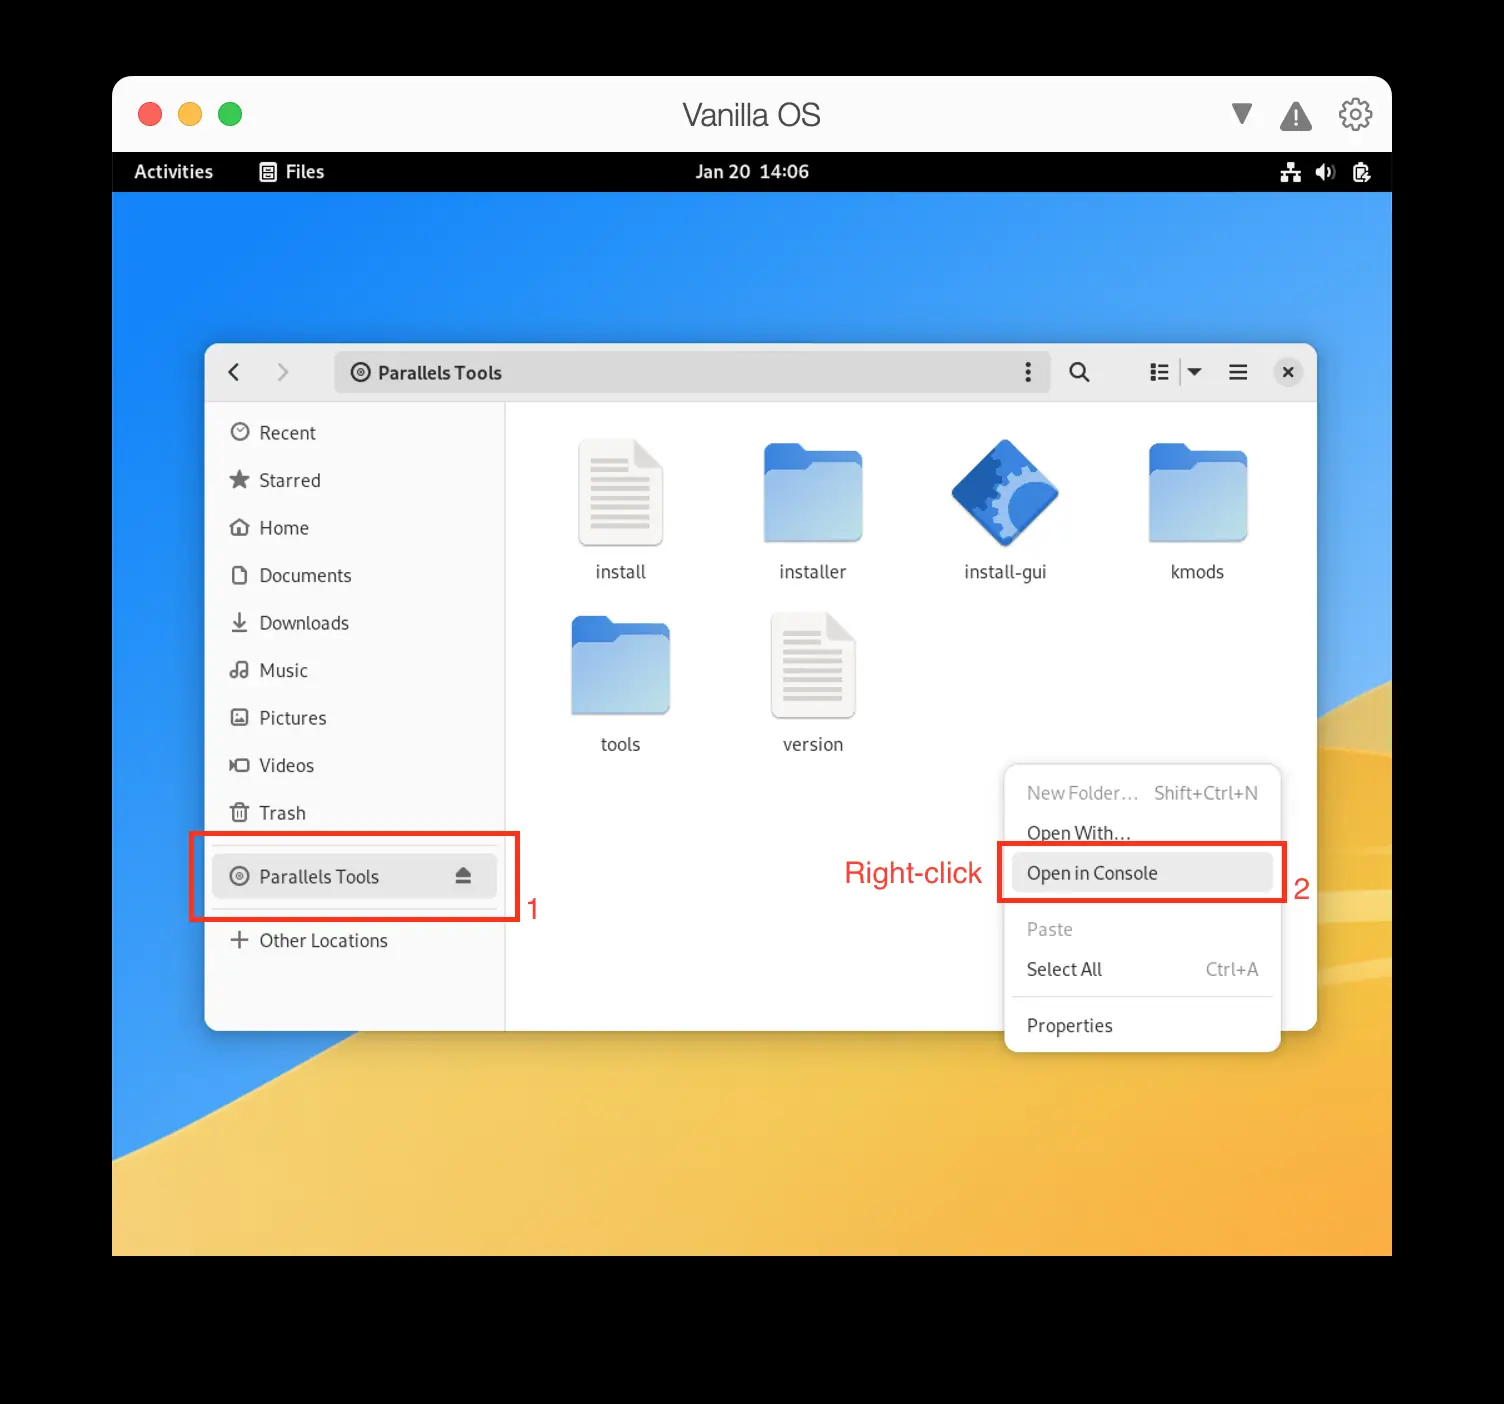 Vanilla OS
Activities Files Jan 20 14:06
Parallels Tools
Recent
Starred
Home
Documents
Downloads
Music
Pictures
Videos
Trash
Parallels Tools
1
Other Locations
install installer install-gui kmods
tools version
New Folder... Shift+Ctrl+N
Open With...
Right-click Open in Console 2
Paste
Select All Ctrl+A
Properties